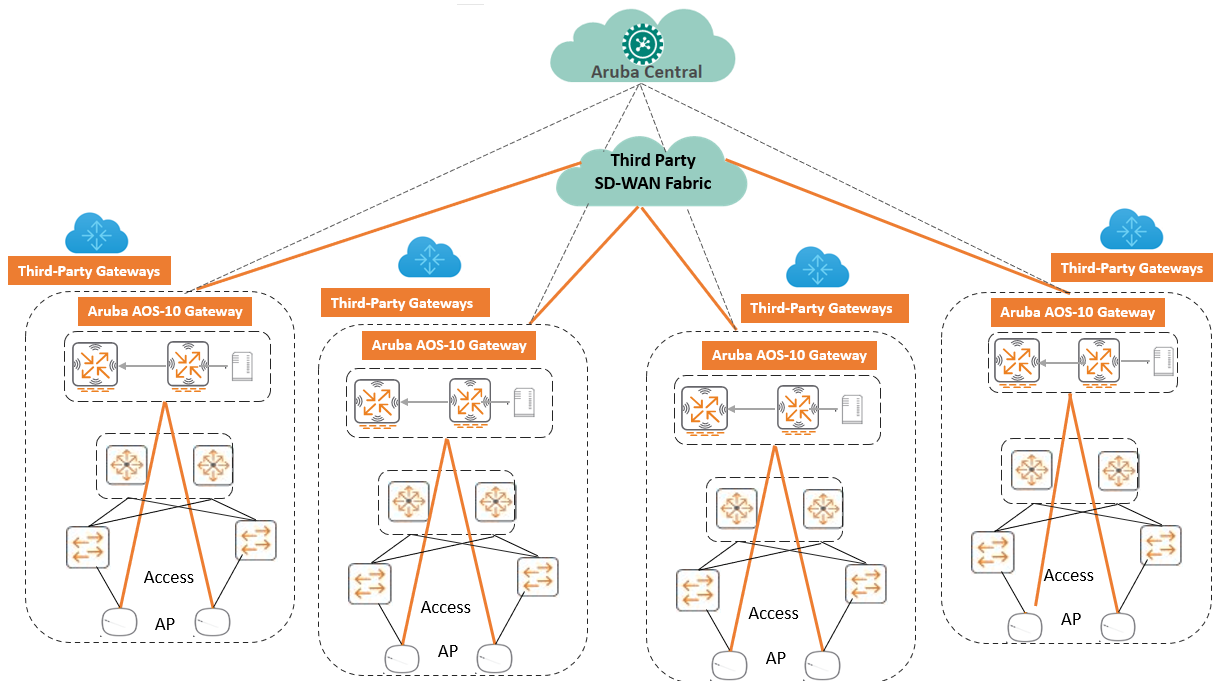 Aruba Central
Third Party
SD-WAN Fabric
Third-Party Gateways
Aruba AOS-10 Gateway
Access
AP
Third-Party Gateways
Aruba AOS-10 Gateway
Access
AP
Third-Party Gateways
Aruba AOS-10 Gateway
Access
AP
Third-Party Gateways
Aruba AOS-10 Gateway
Access
AP